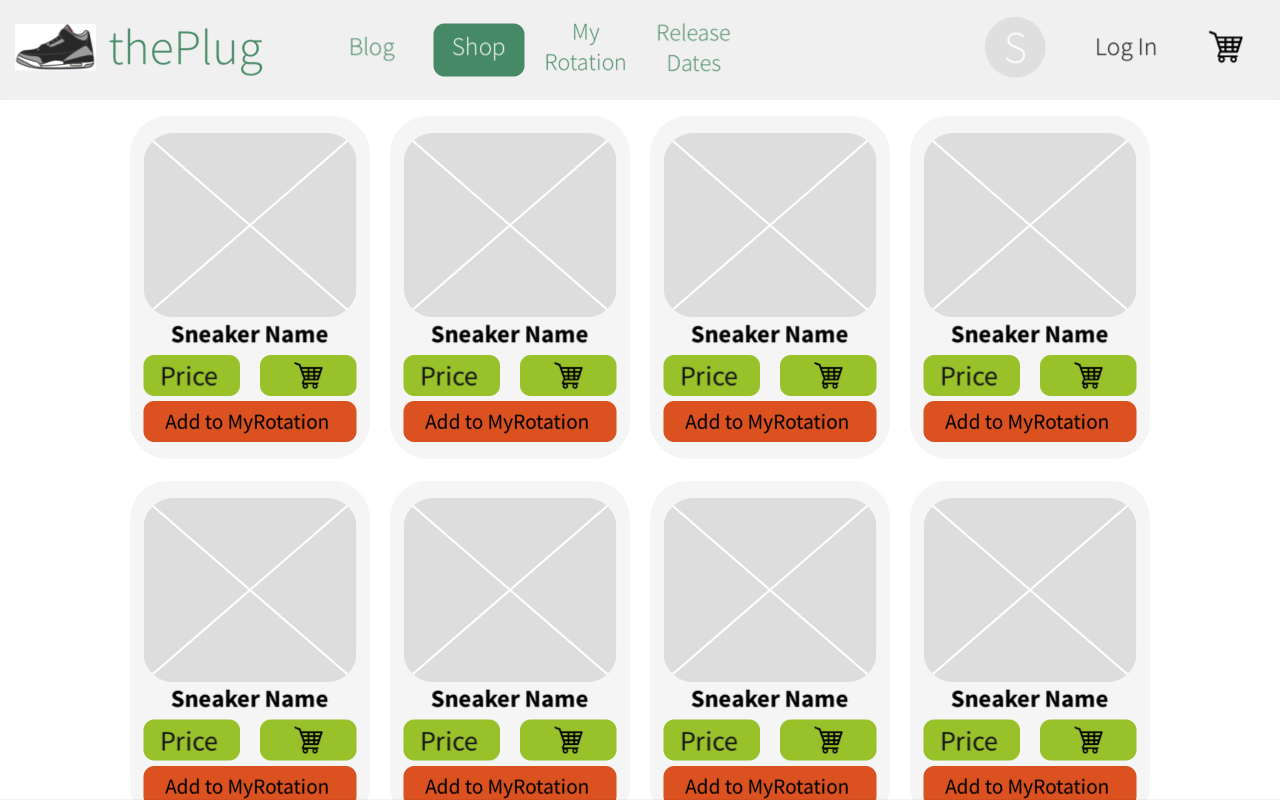 thePlug
Blog
Shop
My
Rotation
Release
Dates
S
Log In
Sneaker Name
Sneaker Name
Sneaker Name
Sneaker Name
Price
Price
Price
Price
Add to MyRotation
Add to MyRotation
Add to MyRotation
Add to MyRotation
Sneaker Name
Sneaker Name
Sneaker Name
Sneaker Name
Price
Price
Price
Price
Add to MyRotation
Add to MyRotation
Add to MyRotation
Add to MyRotation